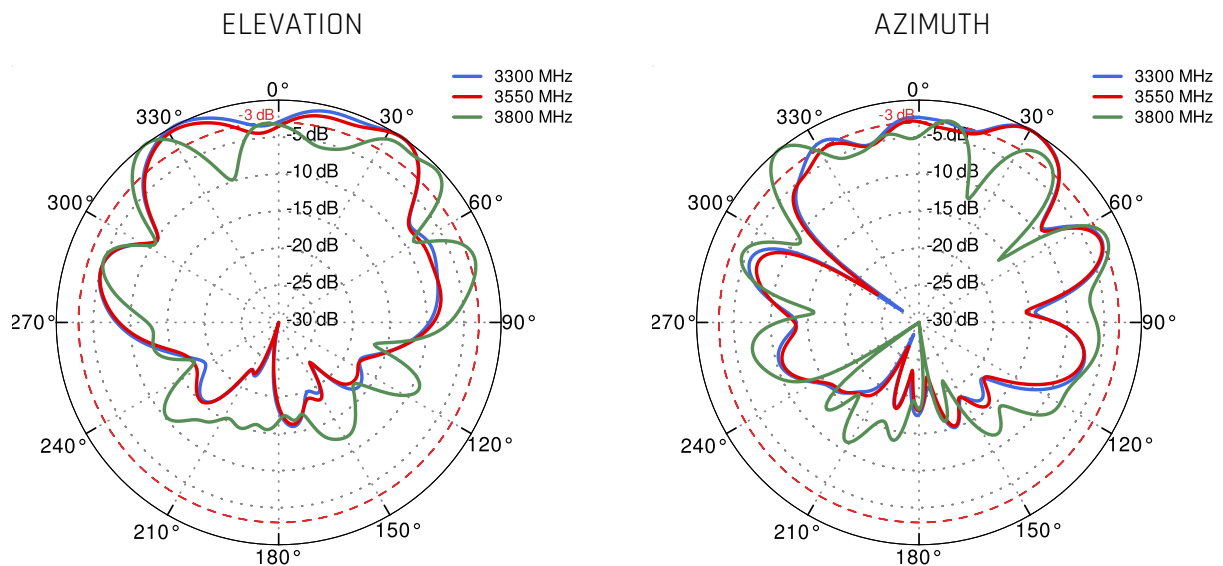 ELEVATION
3300 MHz
3550 MHz
3800 MHz
0°
-3 dB
330°
30°
-5 dB
-10 dB
300°
60°
-15 dB
-20 dB
-25 dB
270°
-30 dB
90°
240°
120°
210°
150°
180°
AZIMUTH
3300 MHz
3550 MHz
3800 MHz
0°
-3 dB
330°
30°
-5 dB
-10 dB
300°
60°
-15 dB
-20 dB
-25 dB
270°
-30 dB
90°
240°
120°
210°
150°
180°